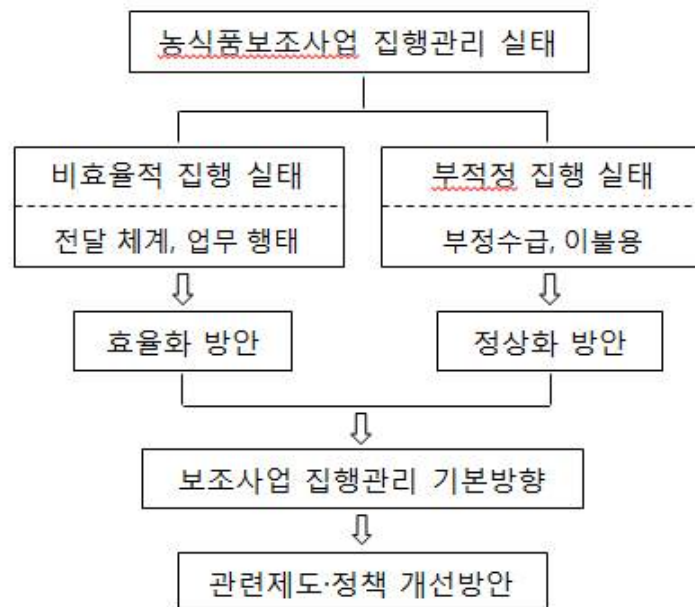 농식품보조사업 집행관리 실태
비효율적 집행 실태
전달 체계, 업무 행태
부적정 집행 실태
부정수급, 이불용
효율화 방안
정상화 방안
보조사업 집행관리 기본방향
관련제도·정책 개선방안